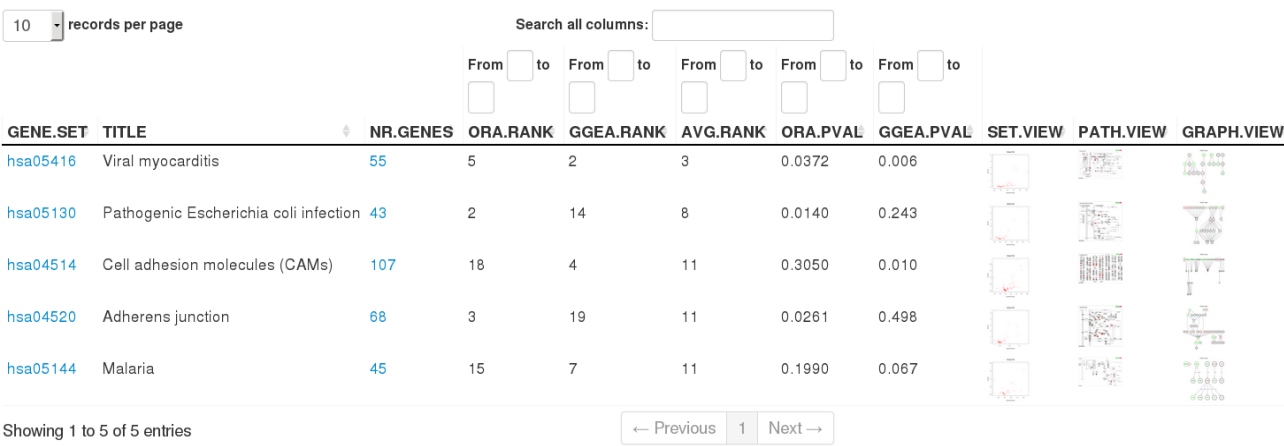 10 records per page Search all columns:
From to From to From to From to From to
GENE.SET TITLE NR.GENES ORA.RANK GGEA.RANK AVG.RANK ORA.PVAL GGEA.PVAL SET.VIEW PATH.VIEW GRAPH.VIEW
hsa05416 Viral myocarditis 55 5 2 3 0.0372 0.006
hsa05130 Pathogenic Escherichia coli infection 43 2 14 8 0.0140 0.243
hsa04514 Cell adhesion molecules (CAMs) 107 18 4 11 0.3050 0.010
hsa04520 Adherens junction 68 3 19 11 0.0261 0.498
hsa05144 Malaria 45 15 7 11 0.1990 0.067
Showing 1 to 5 of 5 entries ← Previous 1 Next →